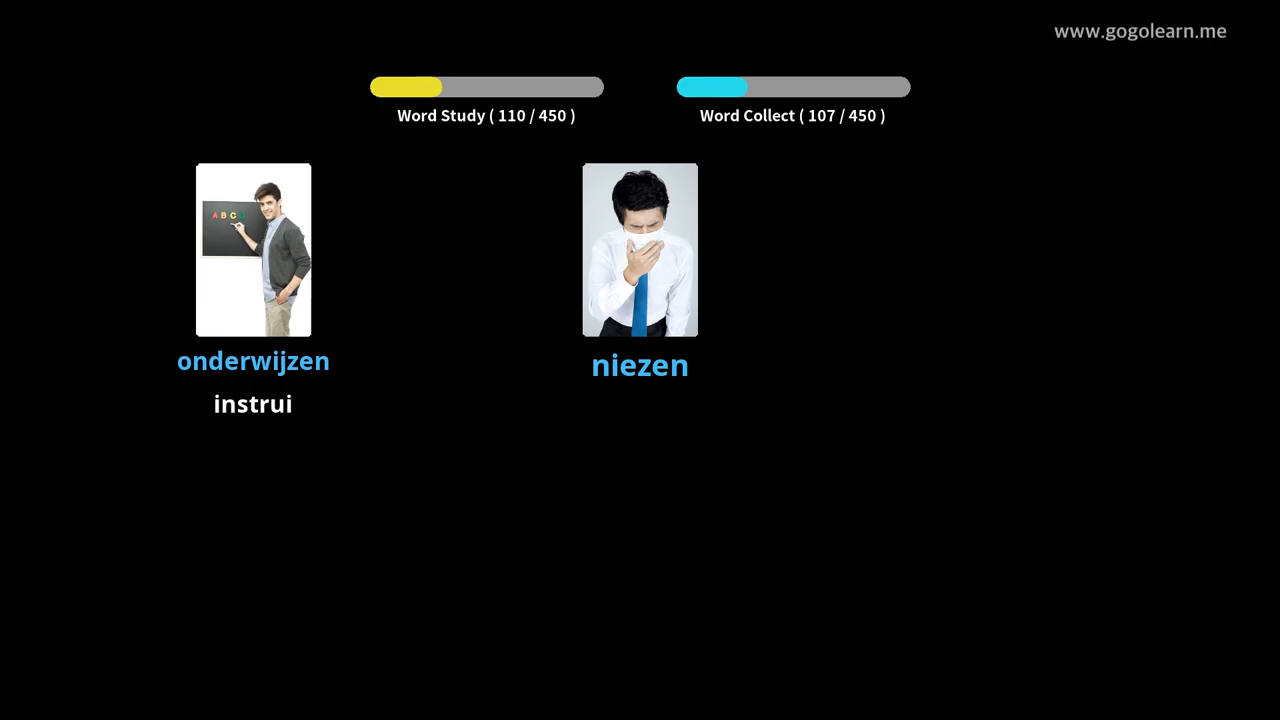 www.gogolearn.me
Word Study ( 110 / 450 )
Word Collect ( 107 / 450 )
A B C D
onderwijzen
instrui
niezen